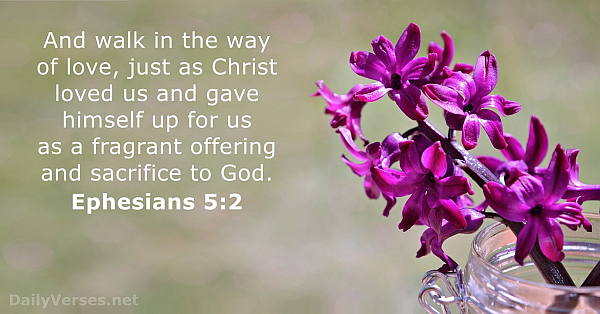 And walk in the way
of love, just as Christ
loved us and gave
himself up for us
as a fragrant offering
and sacrifice to God.
Ephesians 5:2
DailyVerses.net